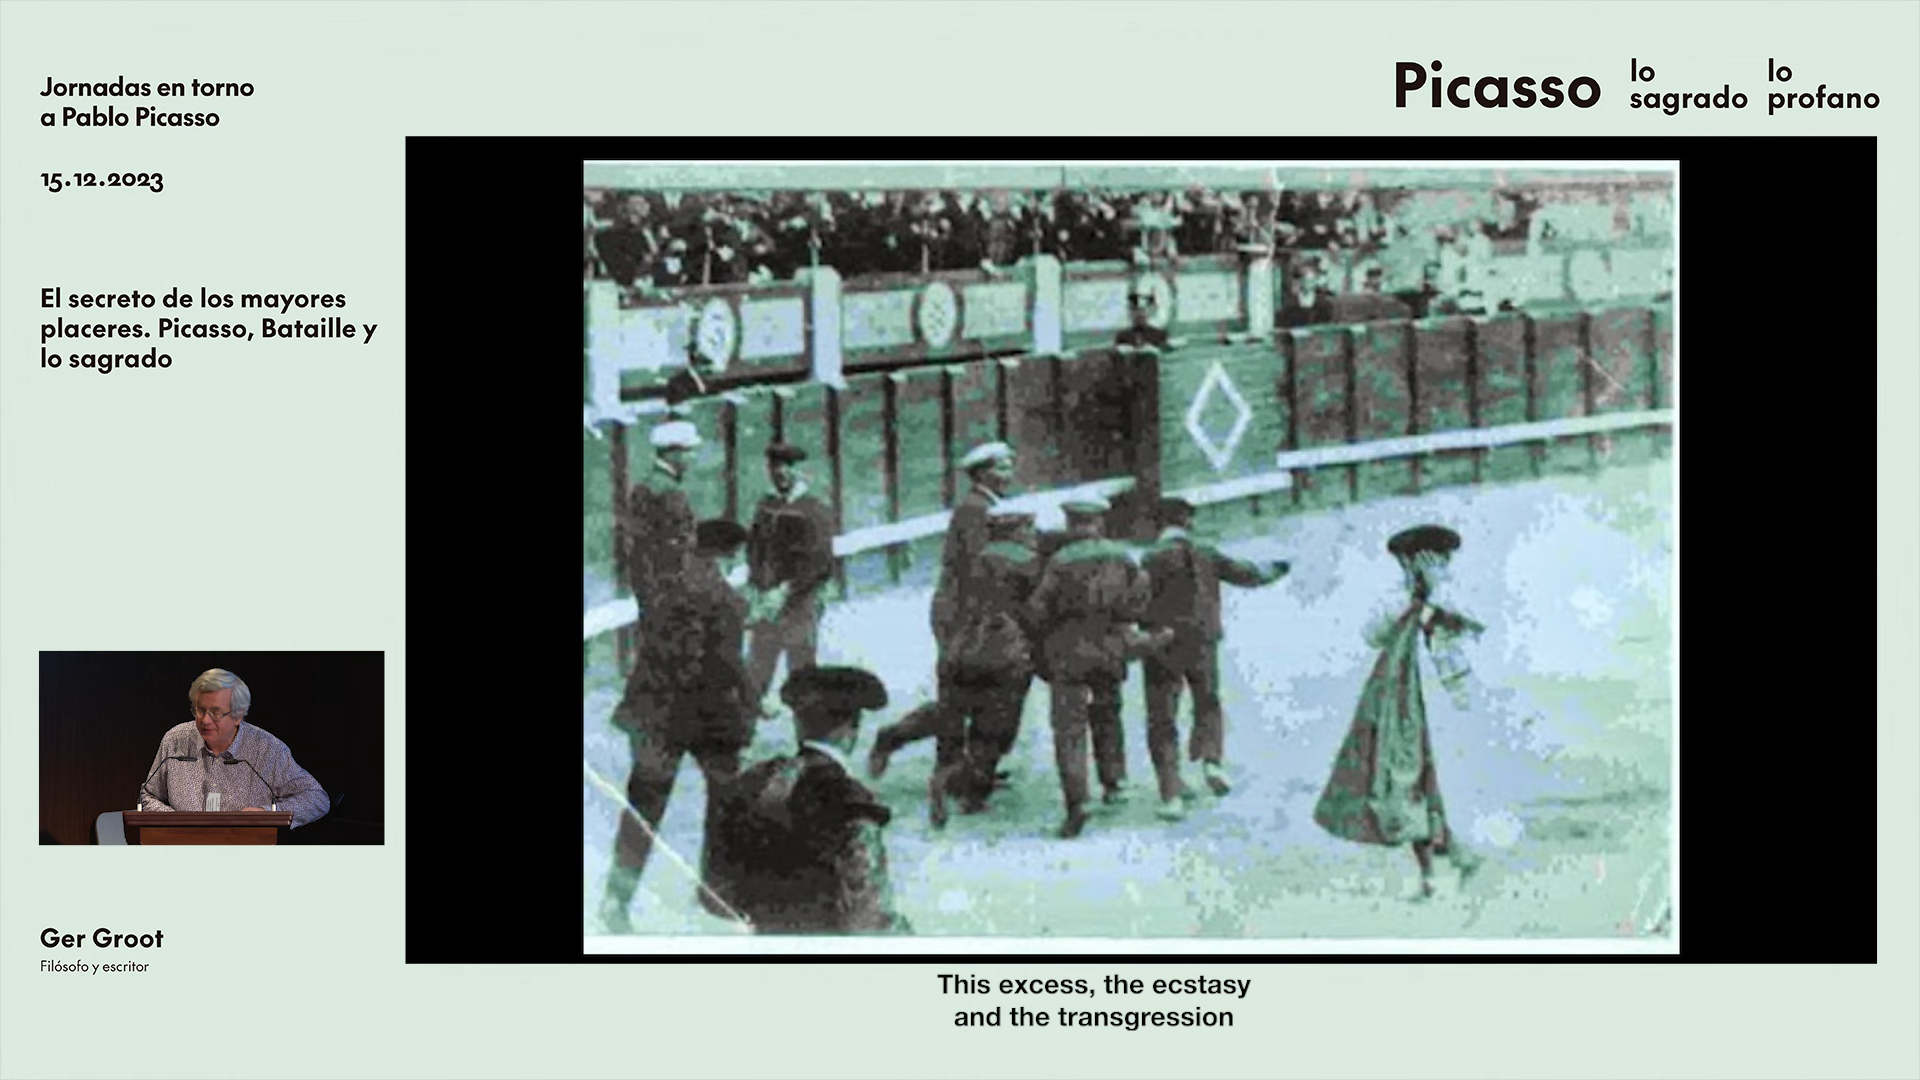 Jornadas en torno
a Pablo Picasso
15.12.2023
Picasso
lo
sagrado
lo
profano
El secreto de los mayores
placeres. Picasso, Bataille y
lo sagrado
Ger Groot
Filósofo y escritor
This excess, the ecstasy
and the transgression